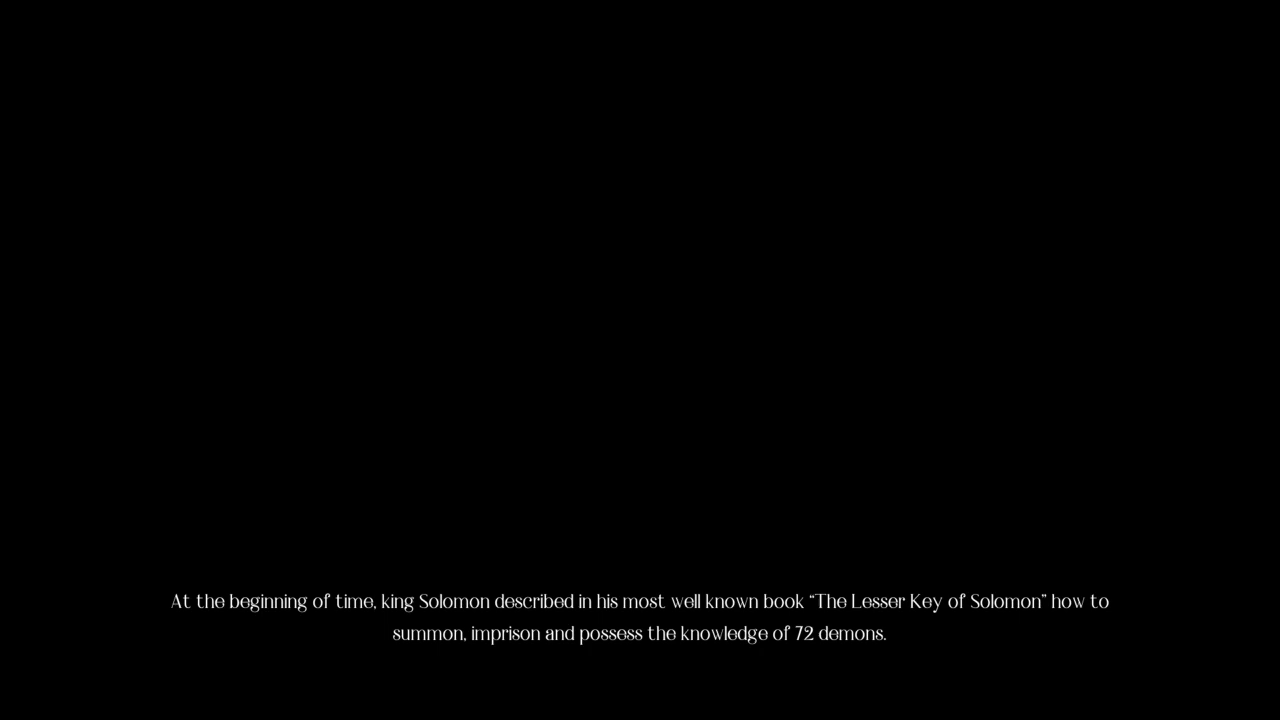 At the beginning of time, king Solomon described in his most well known book “The Lesser Key of Solomon” how to
summon, imprison and possess the knowledge of 72 demons.